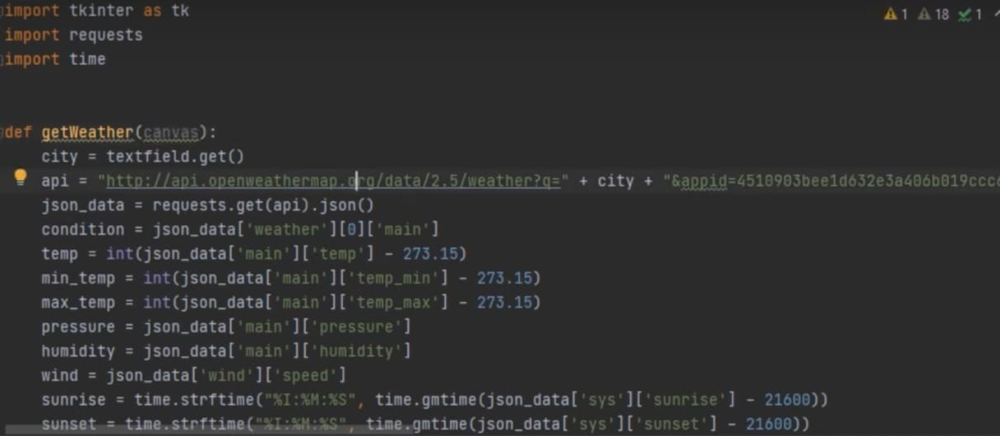 import tkinter as tk
1 18 1
import requests
import time
def getWeather(canvas):
city = textfield.get()
api = "http://api.openweathermap.org/data/2.5/weather?q=" + city + "&appid=4510903bee1d632e3a406b019ccc6
json_data = requests.get(api).json()
condition = json_data['weather'][0]['main']
temp = int(json_data['main']['temp'] - 273.15)
min_temp = int(json_data['main']['temp_min'] - 273.15)
max_temp = int(json_data['main']['temp_max'] - 273.15)
pressure = json_data['main']['pressure']
humidity = json_data['main']['humidity']
wind = json_data['wind']['speed']
sunrise = time.strftime("%I:%M:%S", time.gmtime(json_data['sys']['sunrise'] - 21600))
sunset = time.strftime("%I:%M:%S", time.gmtime(json_data['sys']['sunset'] - 21600))